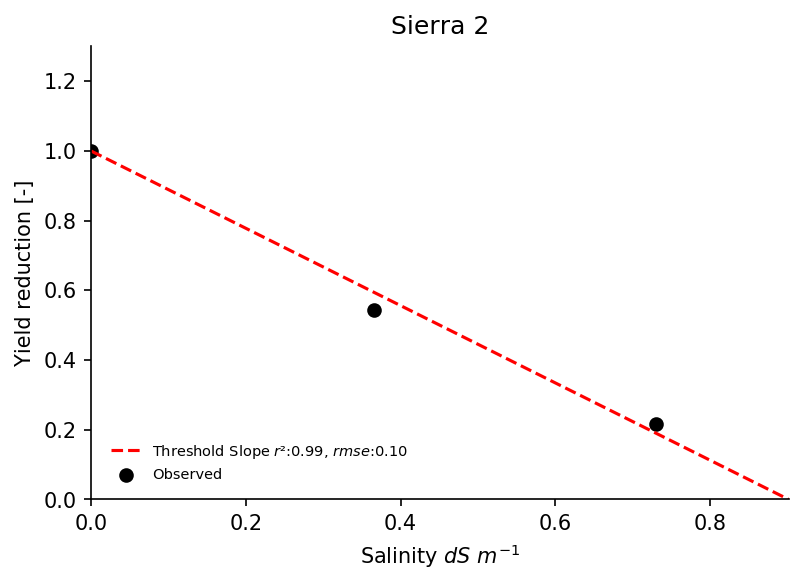 Sierra 2
Yield reduction [-]
1.2
1.0
0.8
0.6
0.4
0.2
0.0
Threshold Slope r²:0.99, rmse:0.10
Observed
0.0 0.2 0.4 0.6 0.8
Salinity dS m⁻¹